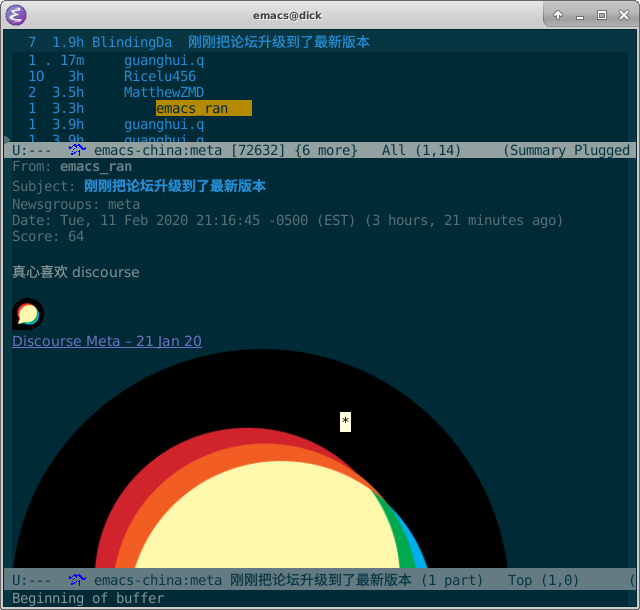 emacs@dick
7 1.9h BlindingDa 刚刚把论坛升级到了最新版本
1 . 17m guanghui.q
10 3h Ricelu456
2 3.5h MatthewZMD
1 3.3h emacs_ran
1 3.9h guanghui.q
1 3.9h guanghui.q
U:--- emacs-china:meta [72632] {6 more} All (1,14) (Summary Plugged
From: emacs_ran
Subject: 刚刚把论坛升级到了最新版本
Newsgroups: meta
Date: Tue, 11 Feb 2020 21:16:45 -0500 (EST) (3 hours, 21 minutes ago)
Score: 64
真心喜欢 discourse
Discourse Meta – 21 Jan 20
*
U:--- emacs-china:meta 刚刚把论坛升级到了最新版本 (1 part) Top (1,0) (
Beginning of buffer